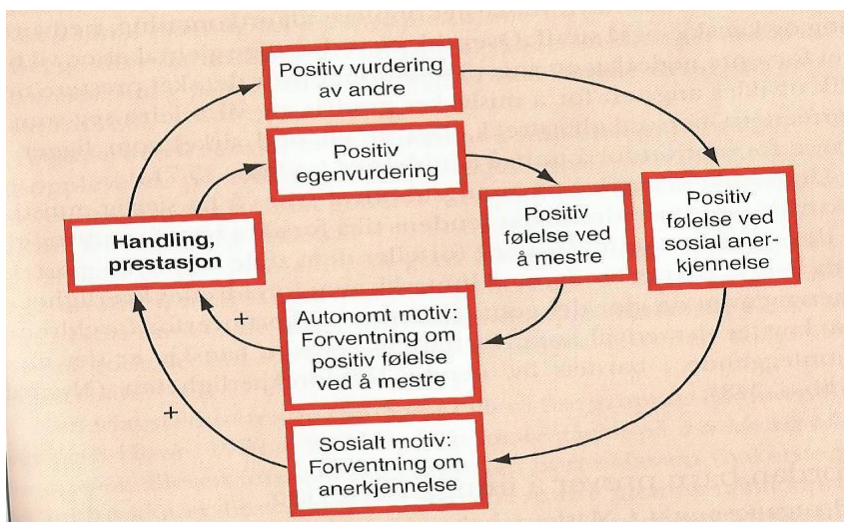 Positiv vurdering
av andre
Positiv
egenvurdering
Handling,
prestasjon
Positiv
følelse ved
å mestre
Positiv
følelse ved
sosial aner-
kjennelse
+
Autonomt motiv:
Forventning om
positiv følelse
ved å mestre
+
Sosialt motiv:
Forventning om
anerkjennelse